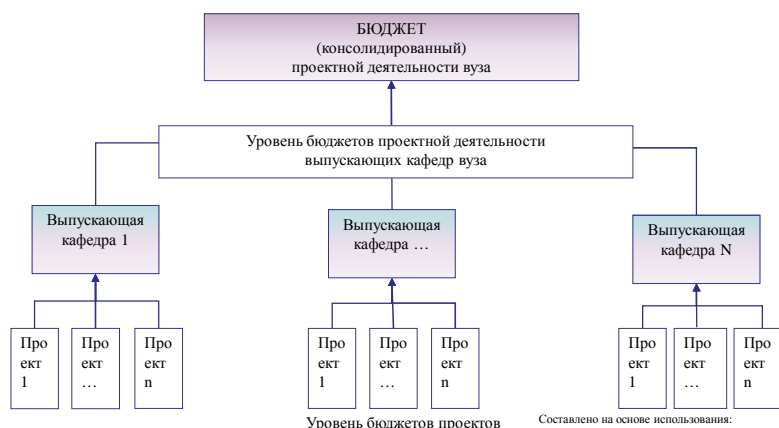 БЮДЖЕТ
(консолидированный)
проектной деятельности вуза
Уровень бюджетов проектной деятельности
выпускающих кафедр вуза
Выпускающая
кафедра 1
Выпускающая
кафедра …
Выпускающая
кафедра N
Про
ект
1
Про
ект
…
Про
ект
n
Про
ект
1
Про
ект
…
Про
ект
n
Про
ект
1
Про
ект
…
Про
ект
n
Уровень бюджетов проектов
Составлено на основе использования: